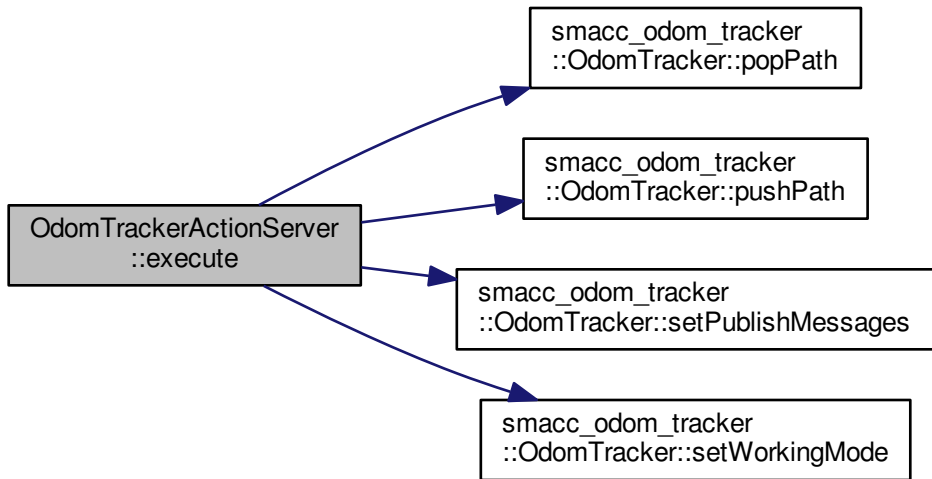 smacc_odom_tracker
::OdomTracker::popPath
smacc_odom_tracker
::OdomTracker::pushPath
OdomTrackerActionServer
::execute
smacc_odom_tracker
::OdomTracker::setPublishMessages
smacc_odom_tracker
::OdomTracker::setWorkingMode